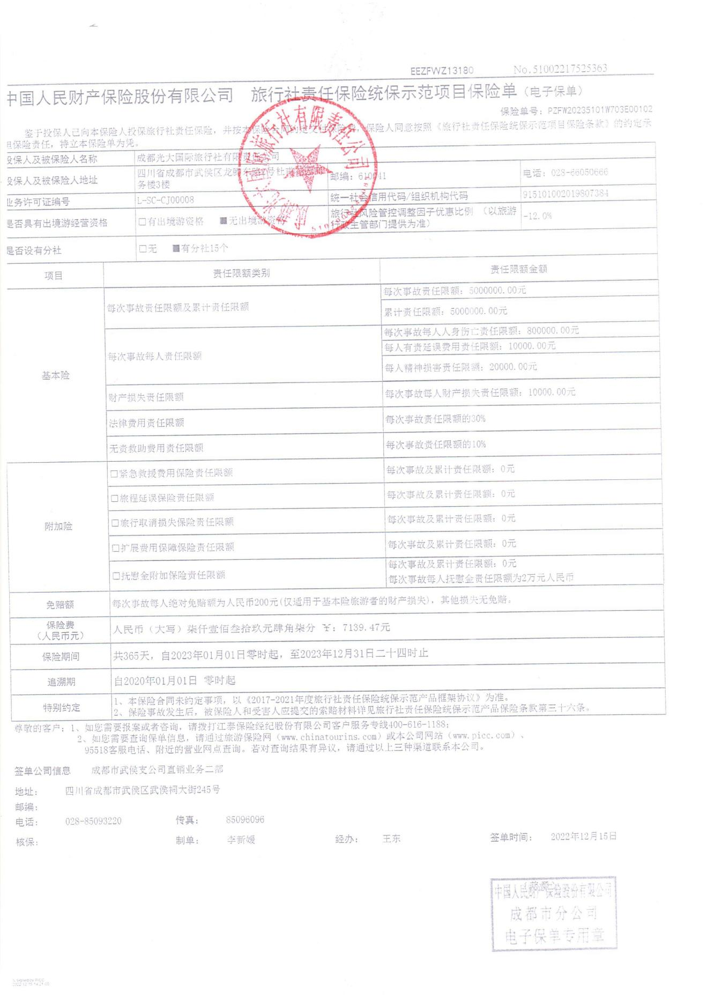 EEZFWZ13180 No.51002217525363
中国人民财产保险股份有限公司 旅行社责任保险统保示范项目保险单（电子保单）
保险单号：PZFW20235101W703E00102
鉴于投保人已向本保险人投保旅行社责任保险，并按本保险合同约定交付保险费，保险人同意按照《旅行社责任保险统保示范项目保险条款》的约定承
担保险责任，特立本保险单为凭。
投保人及被保险人名称 成都光大国际旅行社有限责任公司
投保人及被保险人地址 四川省成都市武侯区龙腾东路 号杜甫 务楼3楼 邮编：610041 电话：028-66050666
业务许可证编号 L-SC-CJ00008 统一社会信用代码/组织机构代码 915101002019807384
是否具有出境游经营资格 □有出境游资格 ■无出境游资格 旅行社风险管控调整因子优惠比例 （以旅游行政主管部门提供为准） -12.0%
是否设有分社 □无 ■有分社15个
项目 责任限额类别 责任限额金额
基本险
每次事故责任限额及累计责任限额 每次事故责任限额：5000000.00元
累计责任限额：5000000.00元
每次事故每人责任限额 每次事故每人人身伤亡责任限额：800000.00元
每人有责延误费用责任限额：10000.00元
每人精神损害责任限额：20000.00元
财产损失责任限额 每次事故每人财产损失责任限额：10000.00元
法律费用责任限额 每次事故责任限额的30%
无责救助费用责任限额 每次事故责任限额的10%
附加险
□紧急救援费用保险责任限额 每次事故及累计责任限额：0元
□旅程延误保险责任限额 每次事故及累计责任限额：0元
□旅行取消损失保险责任限额 每次事故及累计责任限额：0元
□扩展费用保障保险责任限额 每次事故及累计责任限额：0元
□抚慰金附加保险责任限额 每次事故及累计责任限额：0元
每次事故每人抚慰金责任限额为2万元人民币
免赔额 每次事故每人绝对免赔额为人民币200元(仅适用于基本险旅游者的财产损失)，其他损失无免赔。
保险费（人民币元） 人民币（大写）柒仟壹佰叁拾玖元肆角柒分 ￥：7139.47元
保险期间 共365天，自2023年01月01日零时起，至2023年12月31日二十四时止
追溯期 自2020年01月01日 零时起
特别约定 1、本保险合同未约定事项，以《2017-2021年度旅行社责任保险统保示范产品框架协议》为准。
2、保险事故发生后，被保险人和受害人应提交的索赔材料详见旅行社责任保险统保示范产品保险条款第三十六条。
尊敬的客户：1、如您需要报案或者咨询，请拨打江泰保险经纪股份有限公司客户服务专线400-616-1188；
2、如您需要查询保单信息，请通过旅游保险网（www.chinatourins.com）或本公司网站（www.picc.com）、
95518客服电话、附近的营业网点查询。若对查询结果有异议，请通过以上三种渠道联系本公司。
签单公司信息 成都市武侯支公司直销业务二部
地址： 四川省成都市武侯区武侯祠大街245号
邮编：
电话： 028-85093220 传真： 85096096
核保： 制单： 李新媛 经办： 王东 签单时间： 2022年12月15日
中国人民财产保险股份有限公司
成都市分公司
电子保单专用章
signed by PICC
2022-12-15